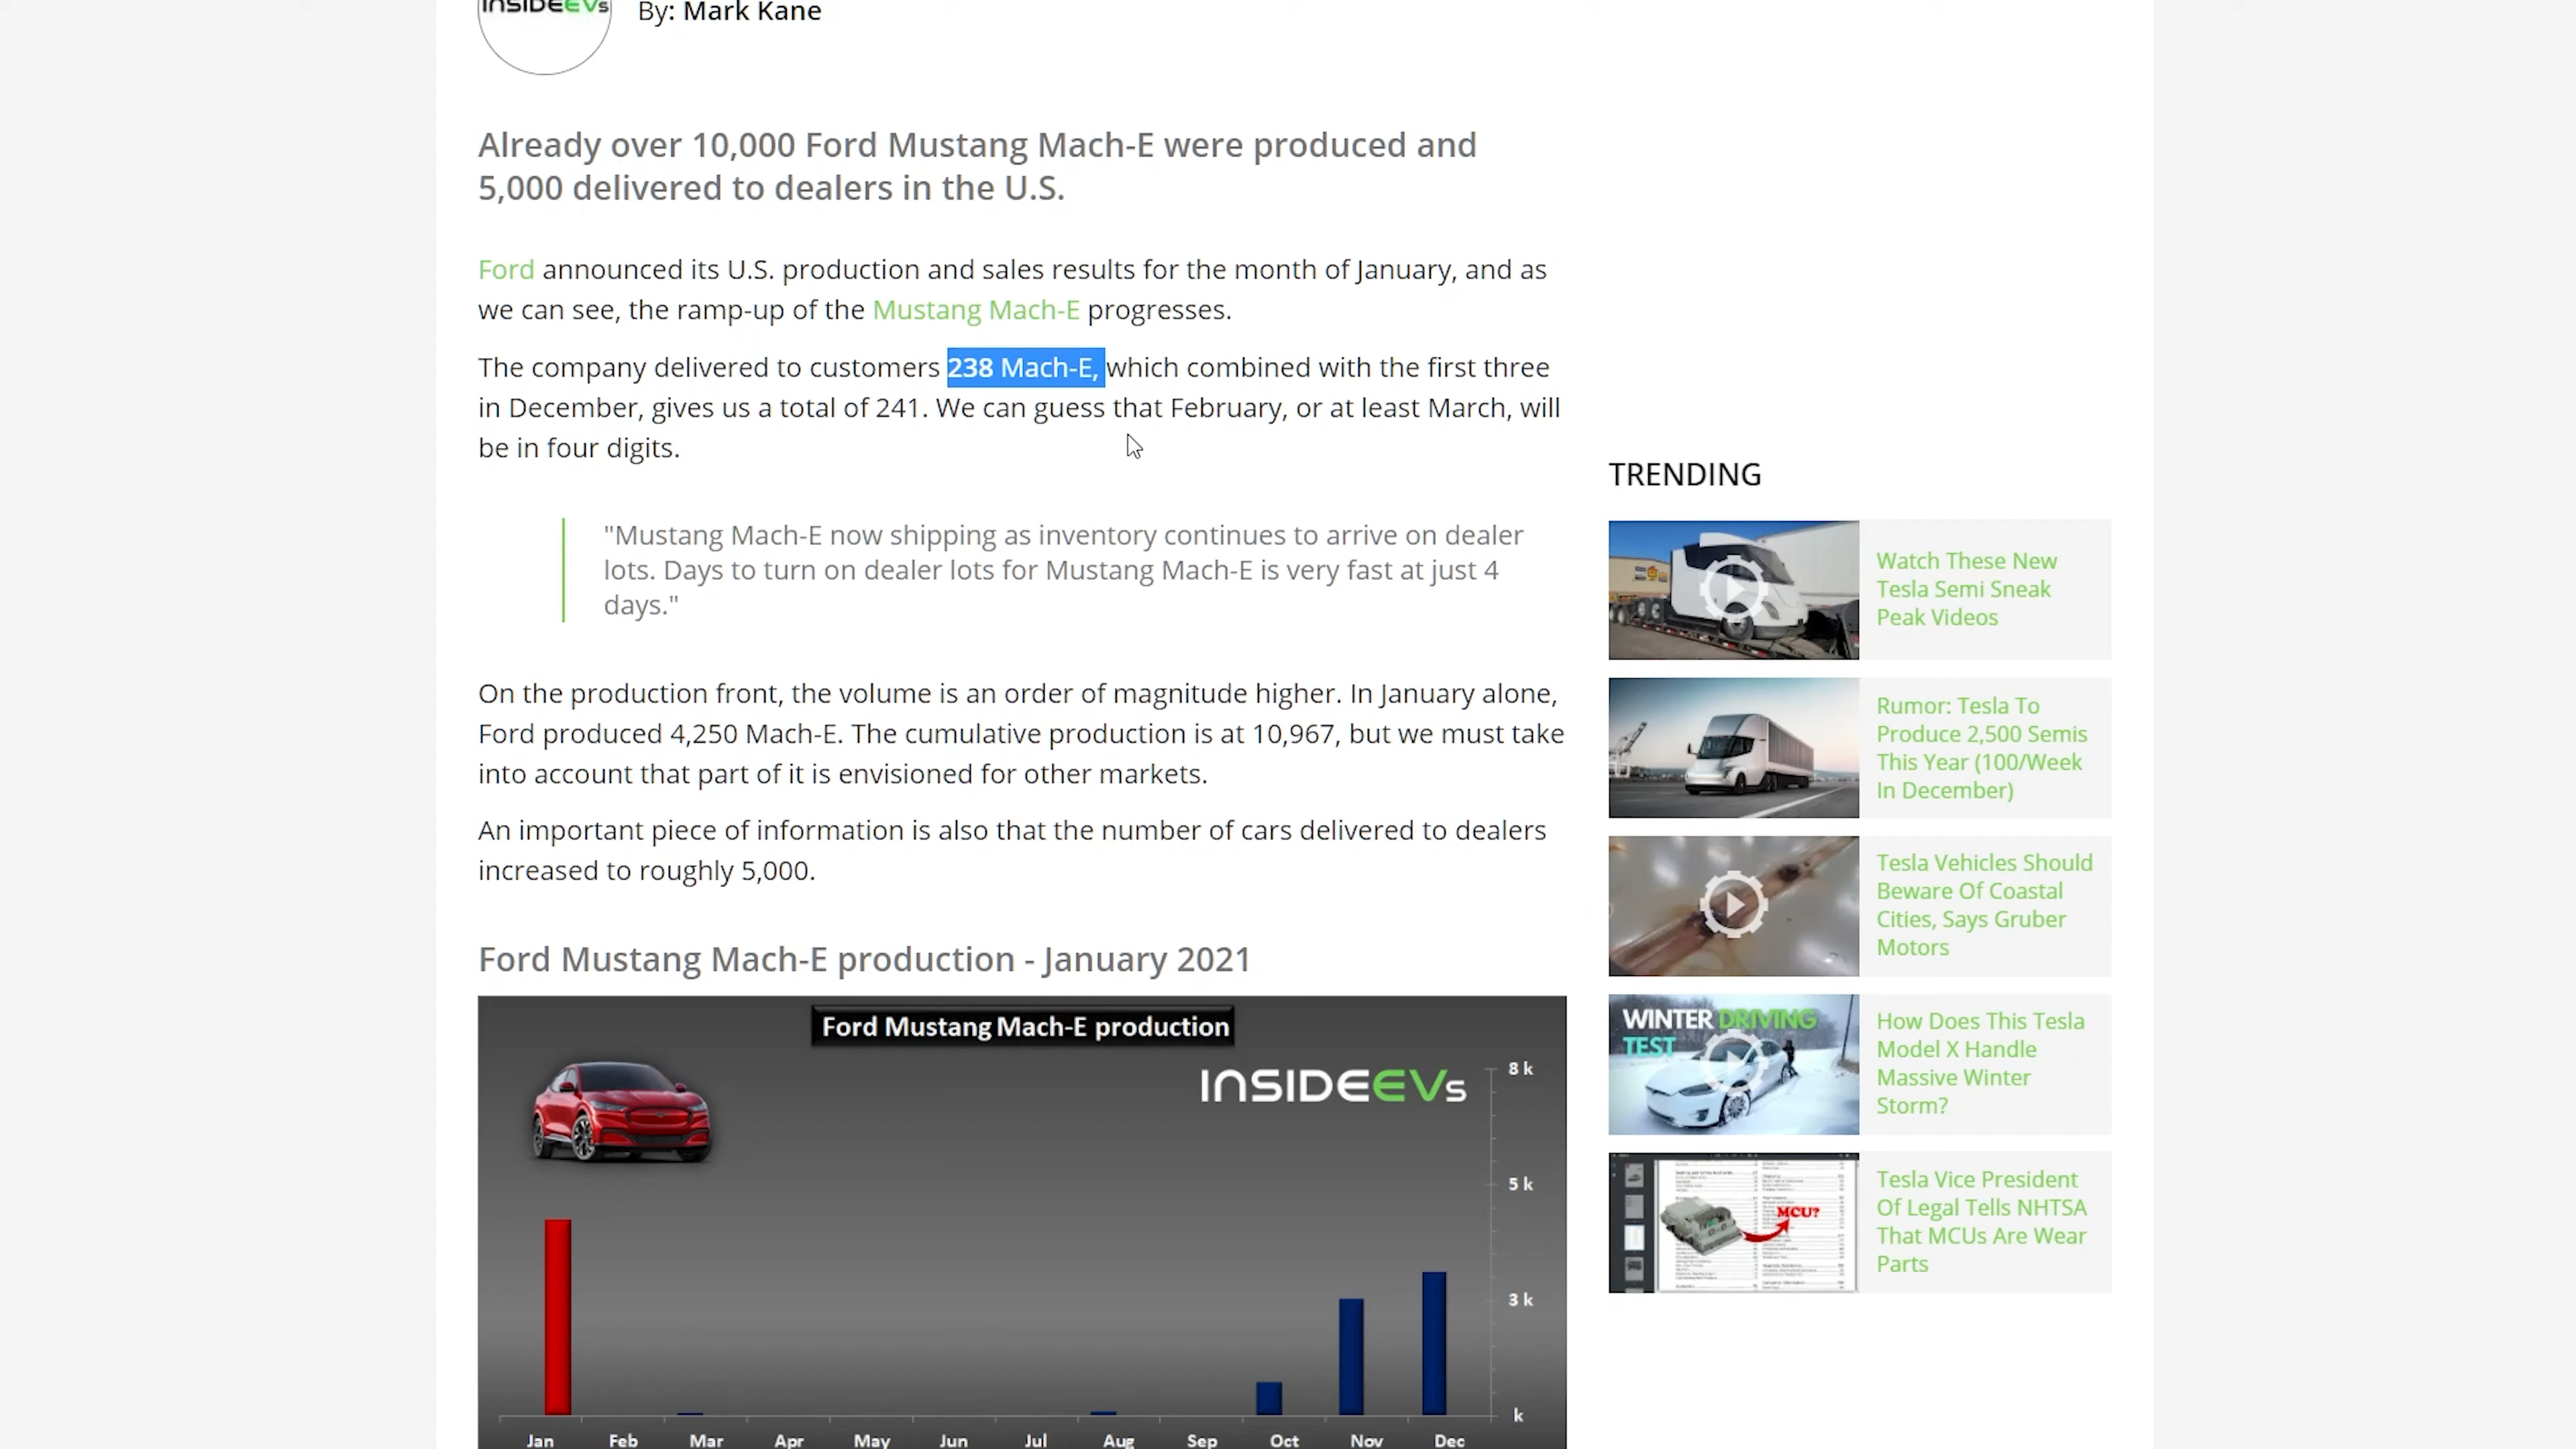 INSIDEEVs
By: Mark Kane
Already over 10,000 Ford Mustang Mach-E were produced and
5,000 delivered to dealers in the U.S.
Ford announced its U.S. production and sales results for the month of January, and as
we can see, the ramp-up of the Mustang Mach-E progresses.
The company delivered to customers 238 Mach-E, which combined with the first three
in December, gives us a total of 241. We can guess that February, or at least March, will
be in four digits.
"Mustang Mach-E now shipping as inventory continues to arrive on dealer
lots. Days to turn on dealer lots for Mustang Mach-E is very fast at just 4
days."
On the production front, the volume is an order of magnitude higher. In January alone,
Ford produced 4,250 Mach-E. The cumulative production is at 10,967, but we must take
into account that part of it is envisioned for other markets.
An important piece of information is also that the number of cars delivered to dealers
increased to roughly 5,000.
Ford Mustang Mach-E production - January 2021
Ford Mustang Mach-E production
INSIDEEVs
8 k
5 k
3 k
k
Jan Feb Mar Apr May Jun Jul Aug Sep Oct Nov Dec
TRENDING
Watch These New
Tesla Semi Sneak
Peak Videos
Rumor: Tesla To
Produce 2,500 Semis
This Year (100/Week
In December)
Tesla Vehicles Should
Beware Of Coastal
Cities, Says Gruber
Motors
WINTER DRIVING
TEST
How Does This Tesla
Model X Handle
Massive Winter
Storm?
MCU?
Tesla Vice President
Of Legal Tells NHTSA
That MCUs Are Wear
Parts